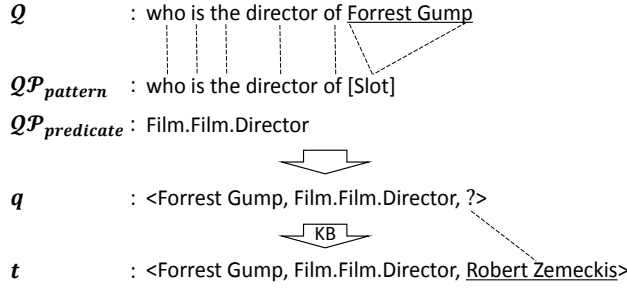 Q : who is the director of Forrest Gump
QP_pattern : who is the director of [Slot]
QP_predicate : Film.Film.Director
q : <Forrest Gump, Film.Film.Director, ?>
KB
t : <Forrest Gump, Film.Film.Director, Robert Zemeckis>